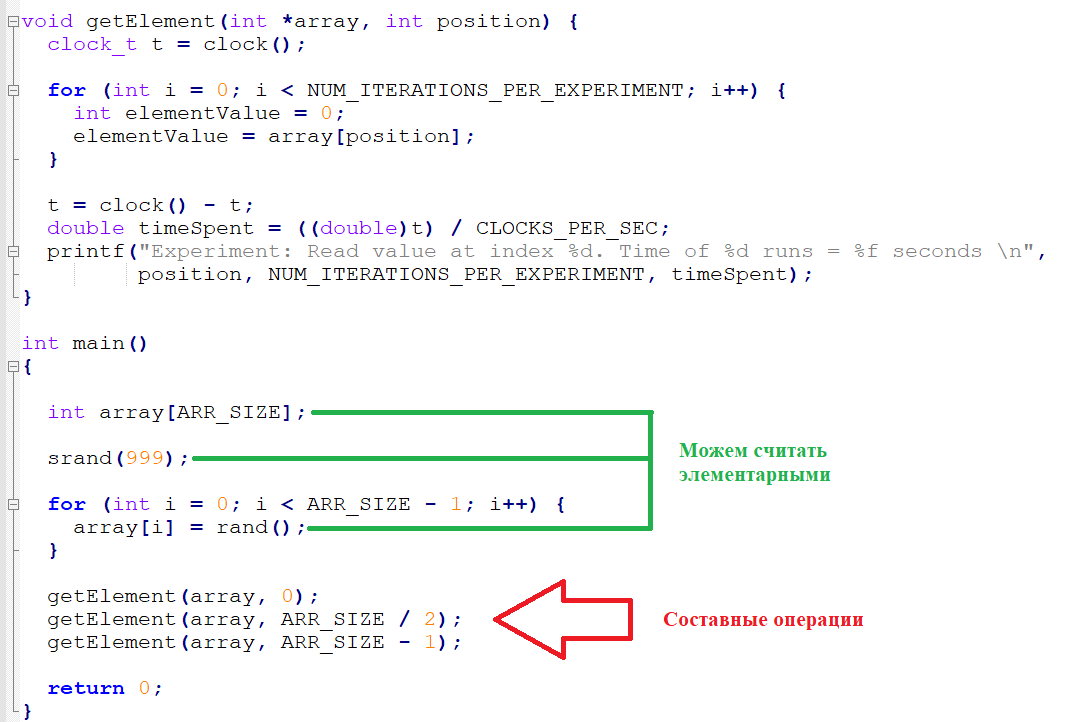 void getElement(int *array, int position) {
  clock_t t = clock();
  for (int i = 0; i < NUM_ITERATIONS_PER_EXPERIMENT; i++) {
    int elementValue = 0;
    elementValue = array[position];
  }
  t = clock() - t;
  double timeSpent = ((double)t) / CLOCKS_PER_SEC;
  printf("Experiment: Read value at index %d. Time of %d runs = %f seconds \n",
         position, NUM_ITERATIONS_PER_EXPERIMENT, timeSpent);
}
int main()
{
  int array[ARR_SIZE];
  srand(999);
  for (int i = 0; i < ARR_SIZE - 1; i++) {
    array[i] = rand();
  }
Можем считать
элементарными
  getElement(array, 0);
  getElement(array, ARR_SIZE / 2);
  getElement(array, ARR_SIZE - 1);
Составные операции
  return 0;
}